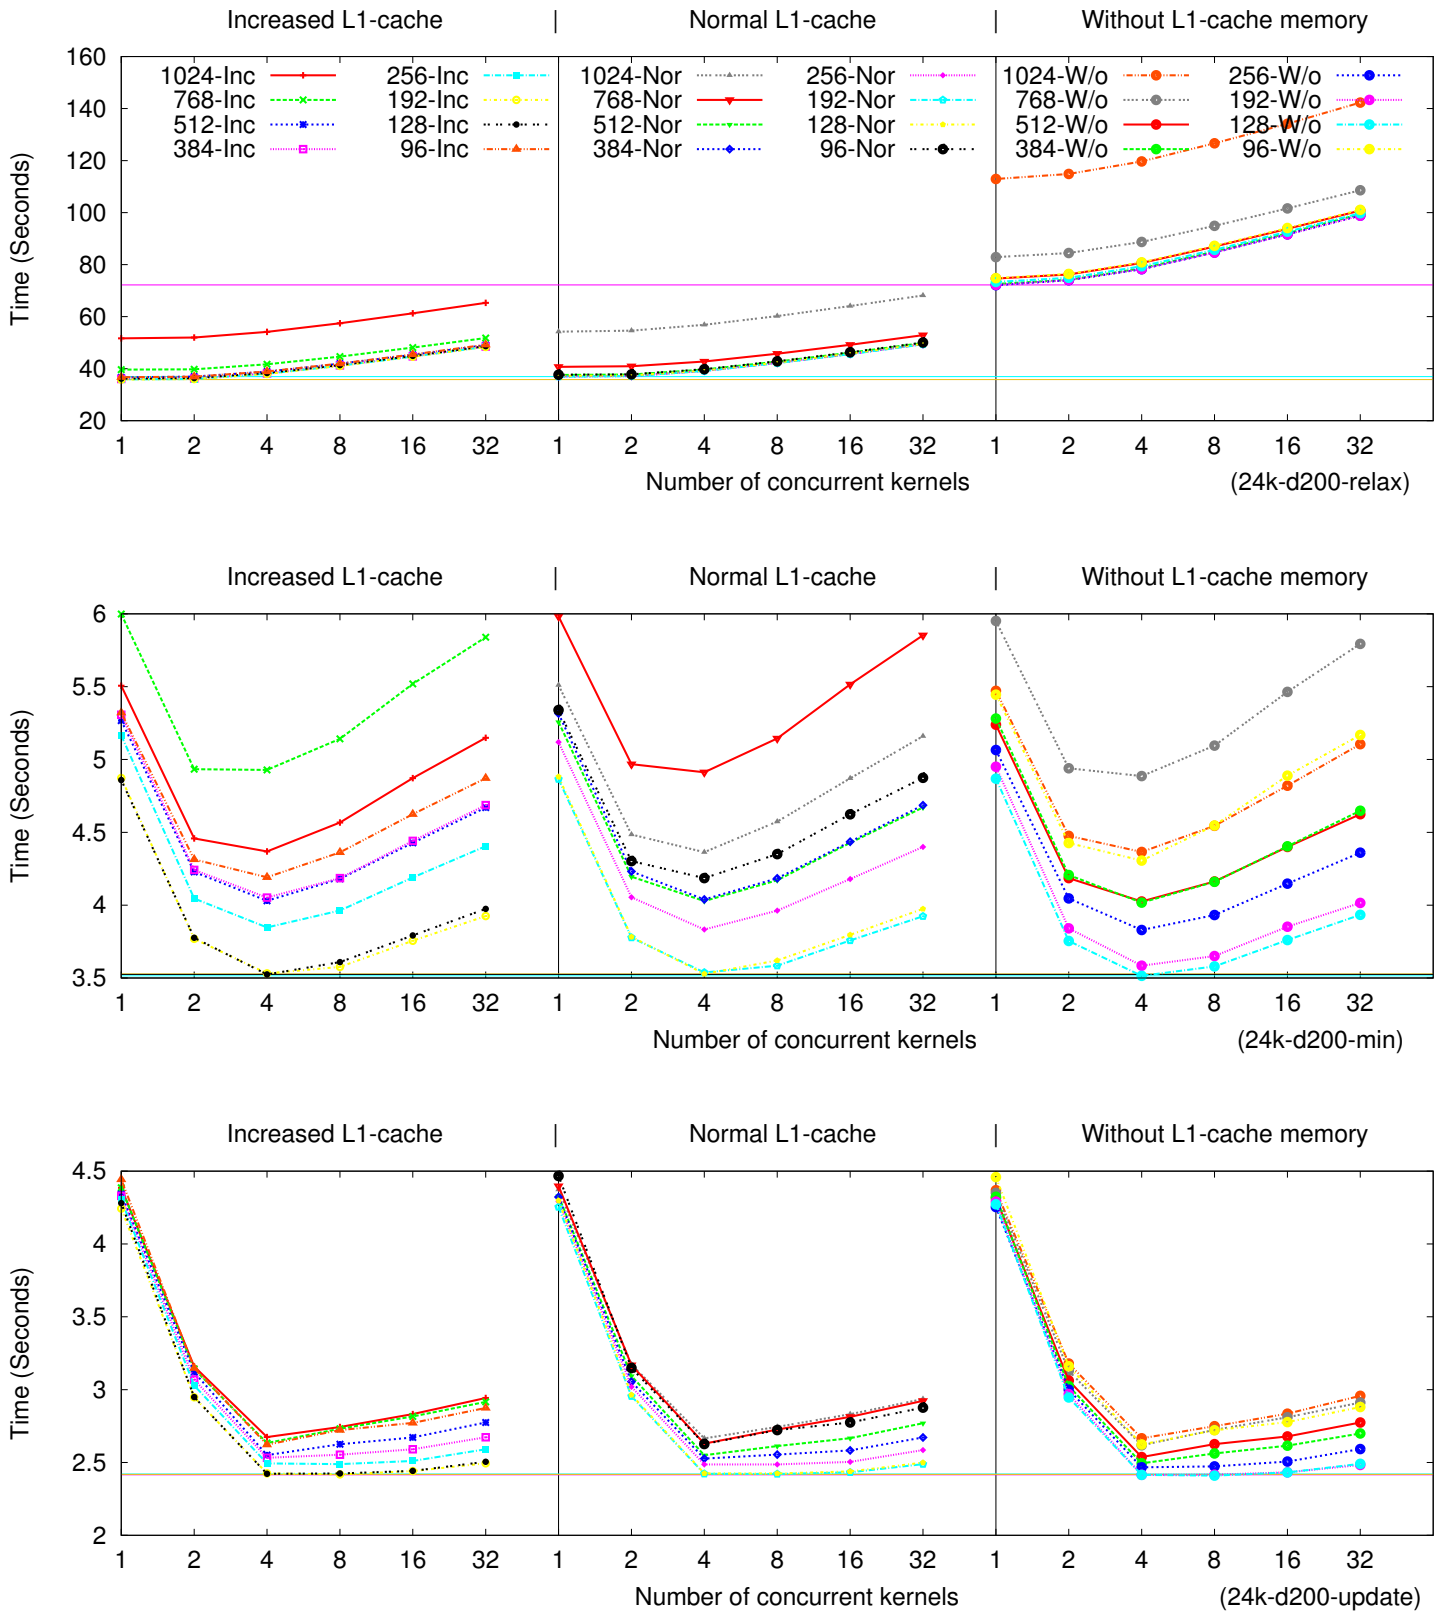 Increased L1-cache | Normal L1-cache | Without L1-cache memory
160
140
120
100
80
60
40
20
Time (Seconds)
1024-Inc 256-Inc 1024-Nor 256-Nor 1024-W/o 256-W/o
768-Inc 192-Inc 768-Nor 192-Nor 768-W/o 192-W/o
512-Inc 128-Inc 512-Nor 128-Nor 512-W/o 128-W/o
384-Inc 96-Inc 384-Nor 96-Nor 384-W/o 96-W/o
1 2 4 8 16 32 1 2 4 8 16 32 1 2 4 8 16 32
Number of concurrent kernels (24k-d200-relax)
Increased L1-cache | Normal L1-cache | Without L1-cache memory
6
5.5
5
4.5
4
3.5
Time (Seconds)
1 2 4 8 16 32 1 2 4 8 16 32 1 2 4 8 16 32
Number of concurrent kernels (24k-d200-min)
Increased L1-cache | Normal L1-cache | Without L1-cache memory
4.5
4
3.5
3
2.5
2
Time (Seconds)
1 2 4 8 16 32 1 2 4 8 16 32 1 2 4 8 16 32
Number of concurrent kernels (24k-d200-update)